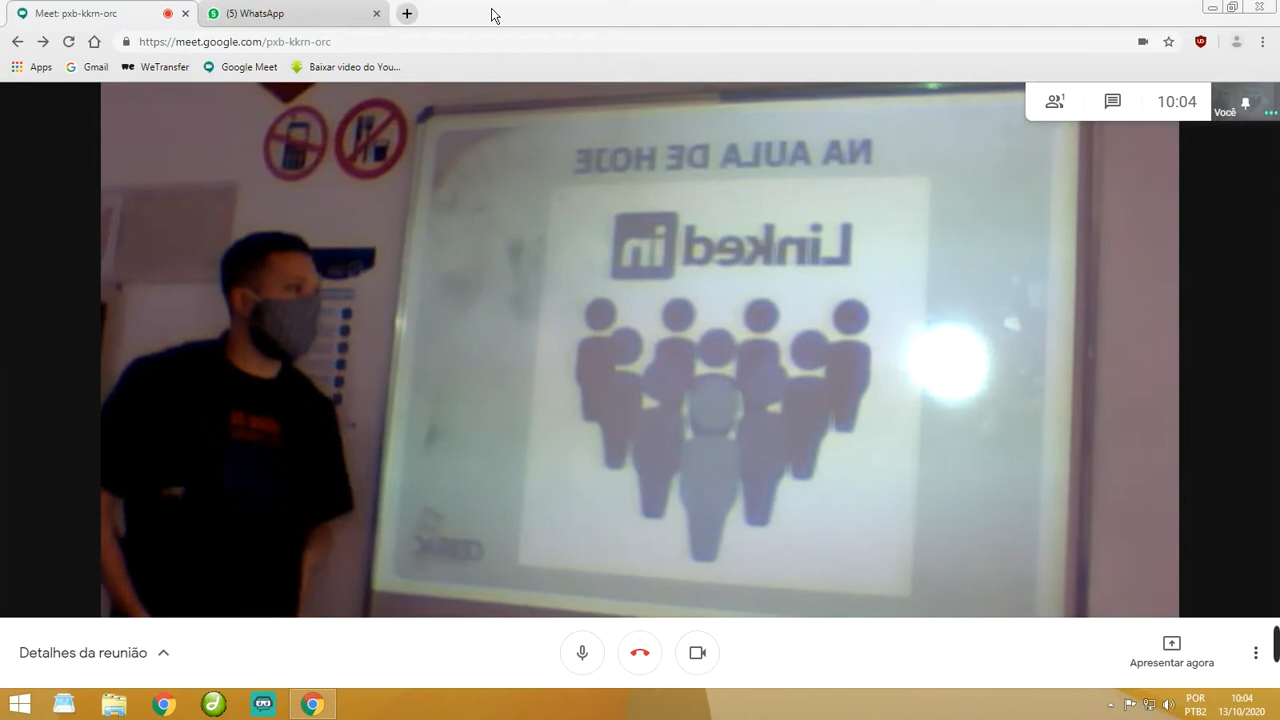 Meet: pxb-kkrn-orc
(5) WhatsApp
https://meet.google.com/pxb-kkrn-orc
Apps
Gmail
WeTransfer
Google Meet
Baixar video do You...
1
10:04
Você
NA AULA DE HOJE
Linked in
Detalhes da reunião
Apresentar agora
POR
PTB2
10:04
13/10/2020